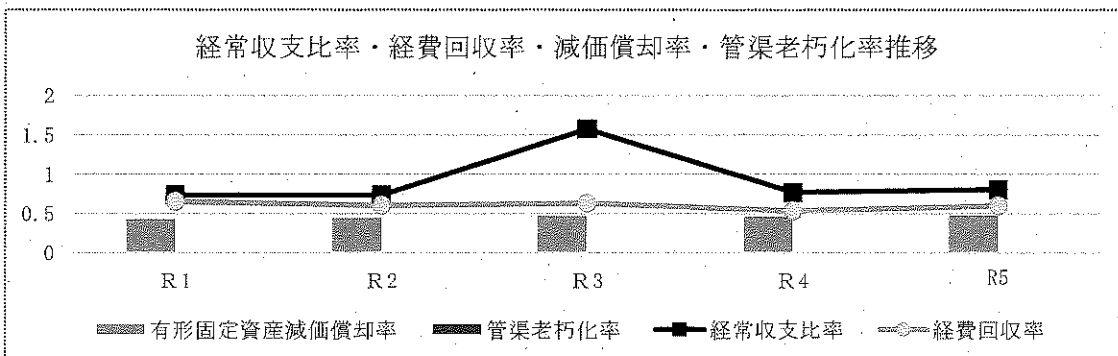 経常収支比率・経費回収率・減価償却率・管渠老朽化率推移
2
1.5
1
0.5
0
R1
R2
R3
R4
R5
有形固定資産減価償却率
管渠老朽化率
経常収支比率
経費回収率